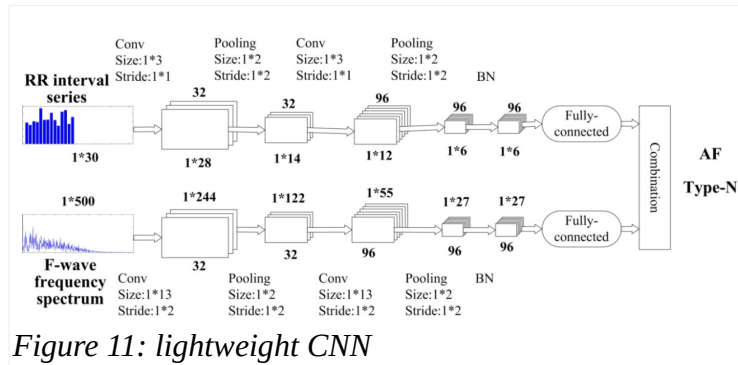 Conv
Size:1*3
Stride:1*1
Pooling
Size:1*2
Stride:1*2
Conv
Size:1*3
Stride:1*1
Pooling
Size:1*2
Stride:1*2
BN
RR interval
series
1*30
32
1*28
32
1*14
96
1*12
96
1*6
96
1*6
Fully-
connected
Combination
AF
Type-N
1*500
F-wave
frequency
spectrum
1*244
32
1*122
32
1*55
96
1*27
96
1*27
96
Fully-
connected
Conv
Size:1*13
Stride:1*2
Pooling
Size:1*2
Stride:1*2
Conv
Size:1*13
Stride:1*2
Pooling
Size:1*2
Stride:1*2
BN
Figure 11: lightweight CNN